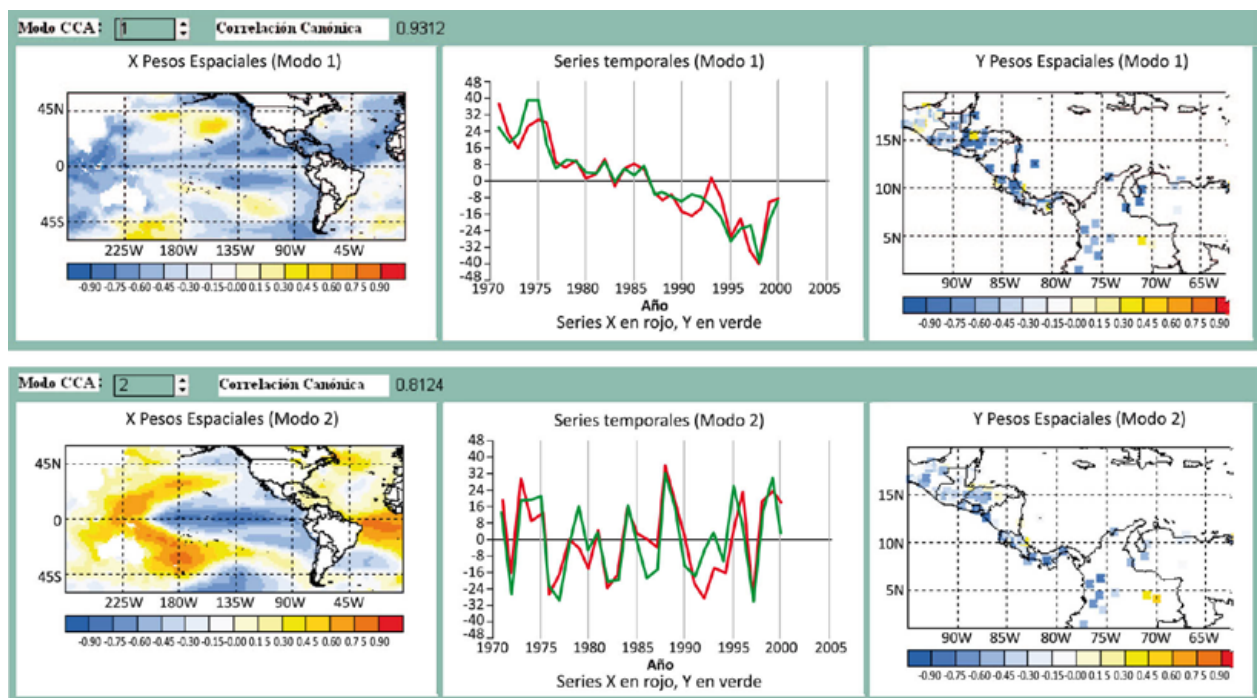 Modo CCA: 1 Correlación Canónica 0.9312
X Pesos Espaciales (Modo 1)
45N
0
45S
225W 180W 135W 90W 45W
-0.90 -0.75 -0.60 -0.45 -0.30 -0.15 -0.00 0.15 0.30 0.45 0.60 0.75 0.90
Series temporales (Modo 1)
48
40
32
24
16
8
0
-8
-16
-24
-32
-40
-48
1970 1975 1980 1985 1990 1995 2000 2005
Año
Series X en rojo, Y en verde
Y Pesos Espaciales (Modo 1)
15N
10N
5N
90W 85W 80W 75W 70W 65W
-0.90 -0.75 -0.60 -0.45 -0.30 -0.15 -0.00 0.15 0.30 0.45 0.60 0.75 0.90
Modo CCA: 2 Correlación Canónica 0.8124
X Pesos Espaciales (Modo 2)
45N
0
45S
225W 180W 135W 90W 45W
-0.90 -0.75 -0.60 -0.45 -0.30 -0.15 -0.00 0.15 0.30 0.45 0.60 0.75 0.90
Series temporales (Modo 2)
48
40
32
24
16
8
0
-8
-16
-24
-32
-40
-48
1970 1975 1980 1985 1990 1995 2000 2005
Año
Series X en rojo, Y en verde
Y Pesos Espaciales (Modo 2)
15N
10N
5N
90W 85W 80W 75W 70W 65W
-0.90 -0.75 -0.60 -0.45 -0.30 -0.15 -0.00 0.15 0.30 0.45 0.60 0.75 0.90